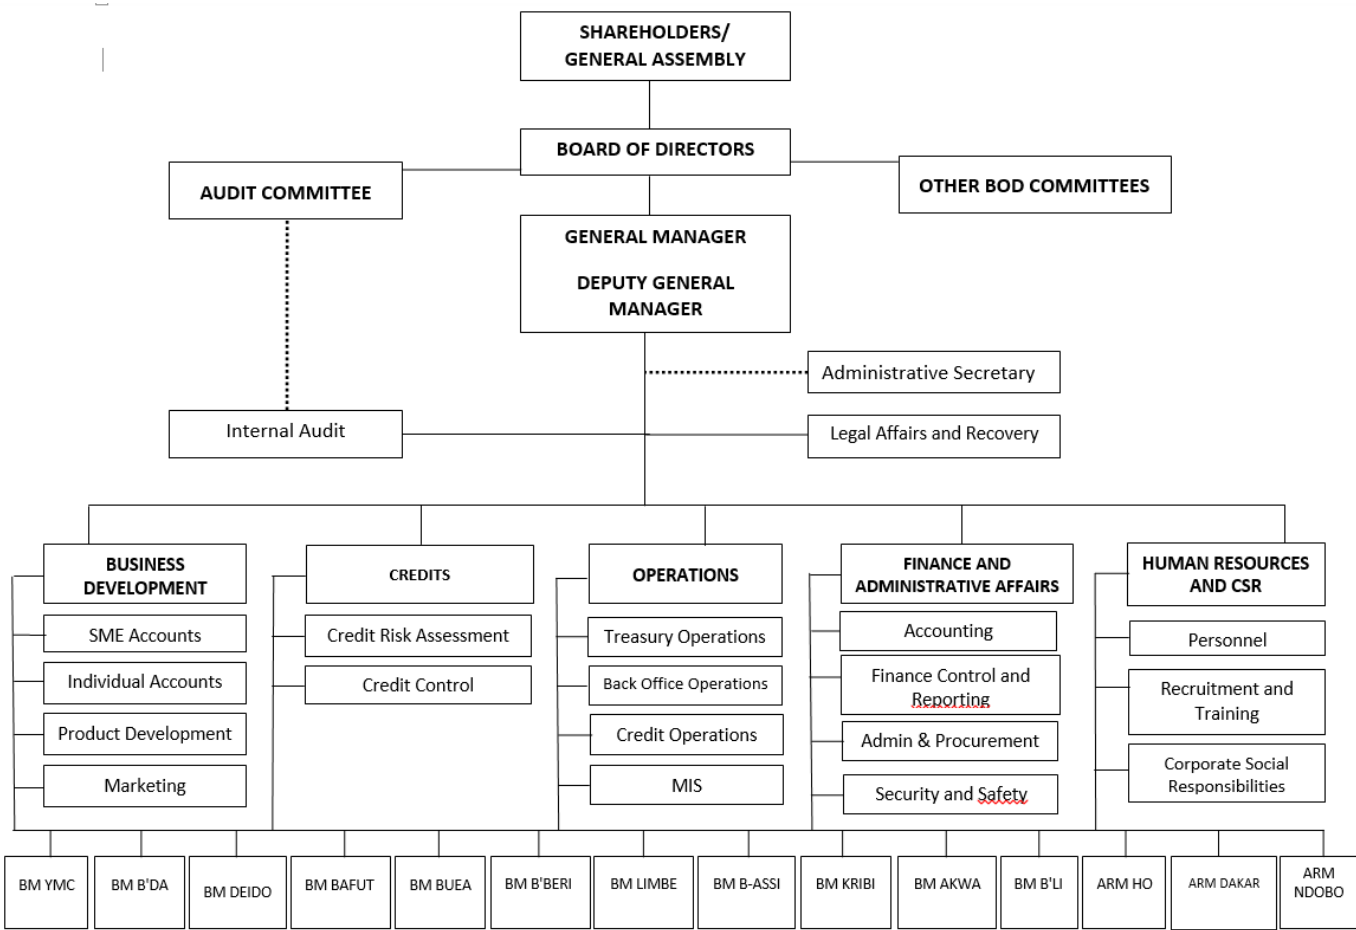 SHAREHOLDERS/
GENERAL ASSEMBLY
BOARD OF DIRECTORS
AUDIT COMMITTEE
OTHER BOD COMMITTEES
GENERAL MANAGER
DEPUTY GENERAL
MANAGER
Administrative Secretary
Internal Audit
Legal Affairs and Recovery
BUSINESS
DEVELOPMENT
SME Accounts
Individual Accounts
Product Development
Marketing
CREDITS
Credit Risk Assessment
Credit Control
OPERATIONS
Treasury Operations
Back Office Operations
Credit Operations
MIS
FINANCE AND
ADMINISTRATIVE AFFAIRS
Accounting
Finance Control and
Reporting
Admin & Procurement
Security and Safety
HUMAN RESOURCES
AND CSR
Personnel
Recruitment and
Training
Corporate Social
Responsibilities
BM YMC
BM B'DA
BM DEIDO
BM BAFUT
BM BUEA
BM B'BERI
BM LIMBE
BM B-ASSI
BM KRIBI
BM AKWA
BM B'LI
ARM HO
ARM DAKAR
ARM
NDOBO